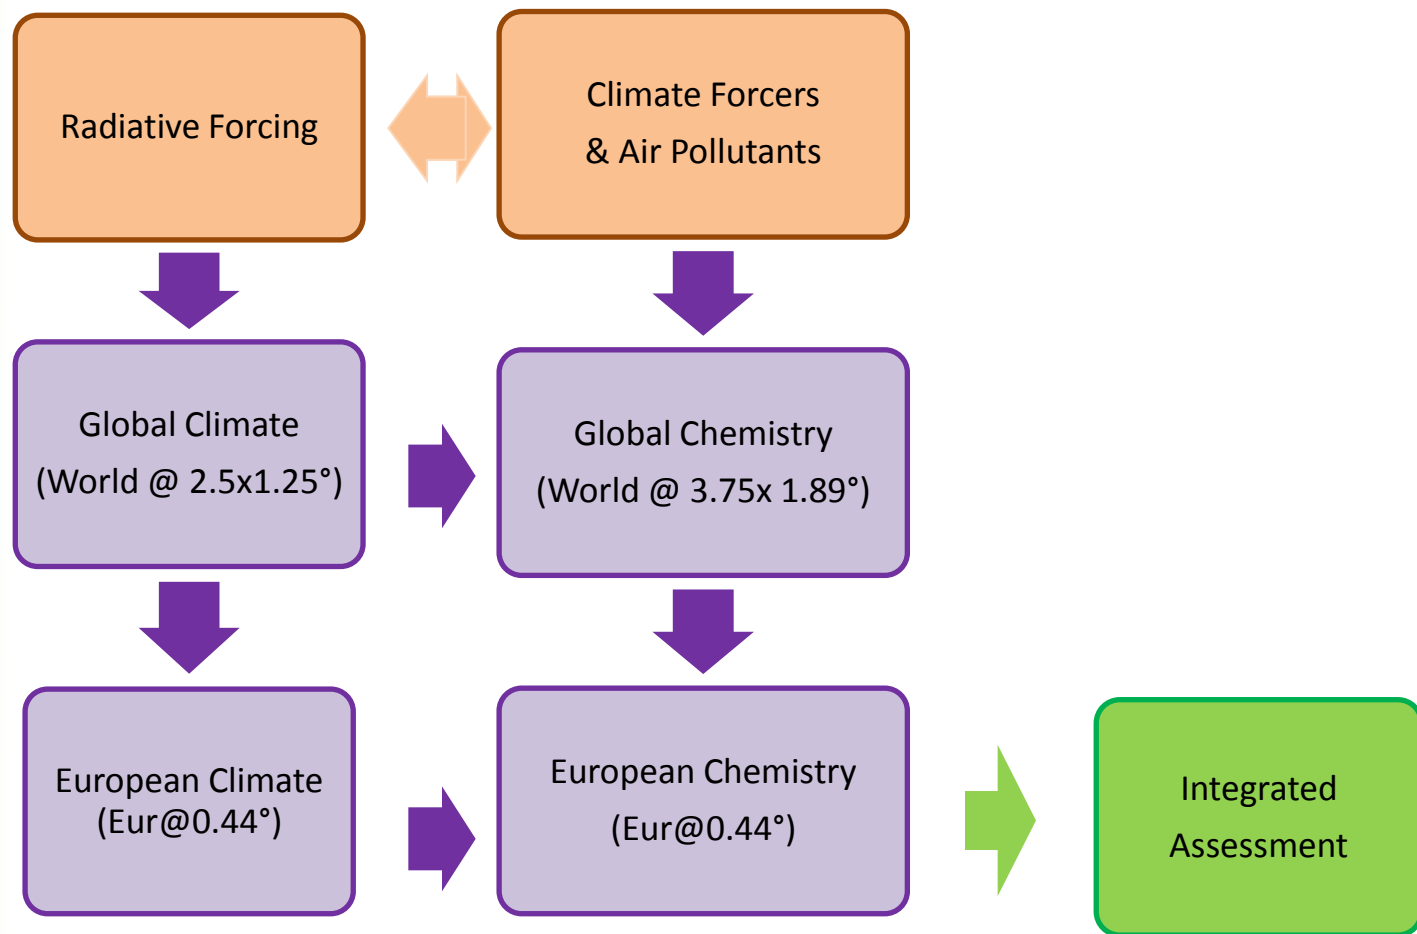 Radiative Forcing
Climate Forcers
& Air Pollutants
Global Climate
(World @ 2.5x1.25°)
Global Chemistry
(World @ 3.75x 1.89°)
European Climate
(Eur@0.44°)
European Chemistry
(Eur@0.44°)
Integrated
Assessment